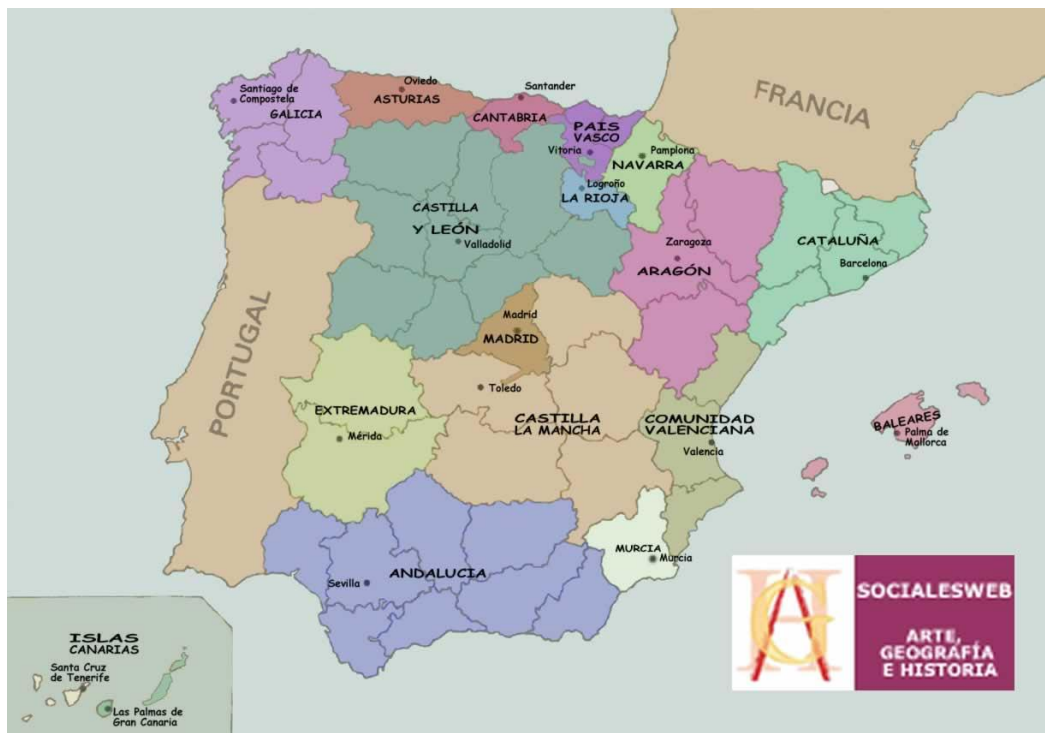 FRANCIA
Oviedo
ASTURIAS
Santander
CANTABRIA
Santiago de
Compostela
GALICIA
PAIS
VASCO
Vitoria
Pamplona
NAVARRA
Logroño
LA RIOJA
CASTILLA
Y LEÓN
Valladolid
Zaragoza
ARAGÓN
CATALUÑA
Barcelona
PORTUGAL
Madrid
MADRID
Toledo
CASTILLA
LA MANCHA
EXTREMADURA
Mérida
COMUNIDAD
VALENCIANA
Valencia
BALEARES
Palma de
Mallorca
MURCIA
Murcia
Sevilla
ANDALUCIA
ISLAS
CANARIAS
Santa Cruz
de Tenerife
Las Palmas de
Gran Canaria
SOCIALESWEB
ARTE,
GEOGRAFÍA
E HISTORIA